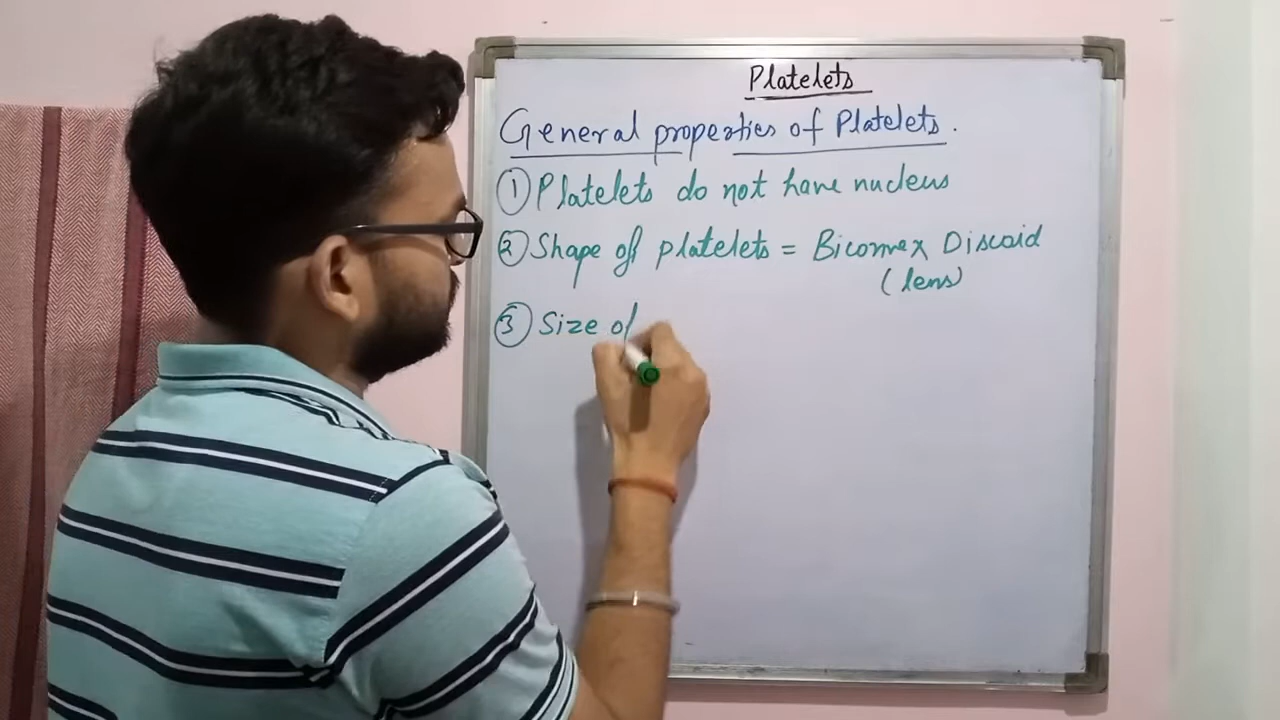 Platelets
General properties of Platelets.
① Platelets do not have nucleus
② Shape of platelets = Biconvex Discoid
(lens)
③ Size of